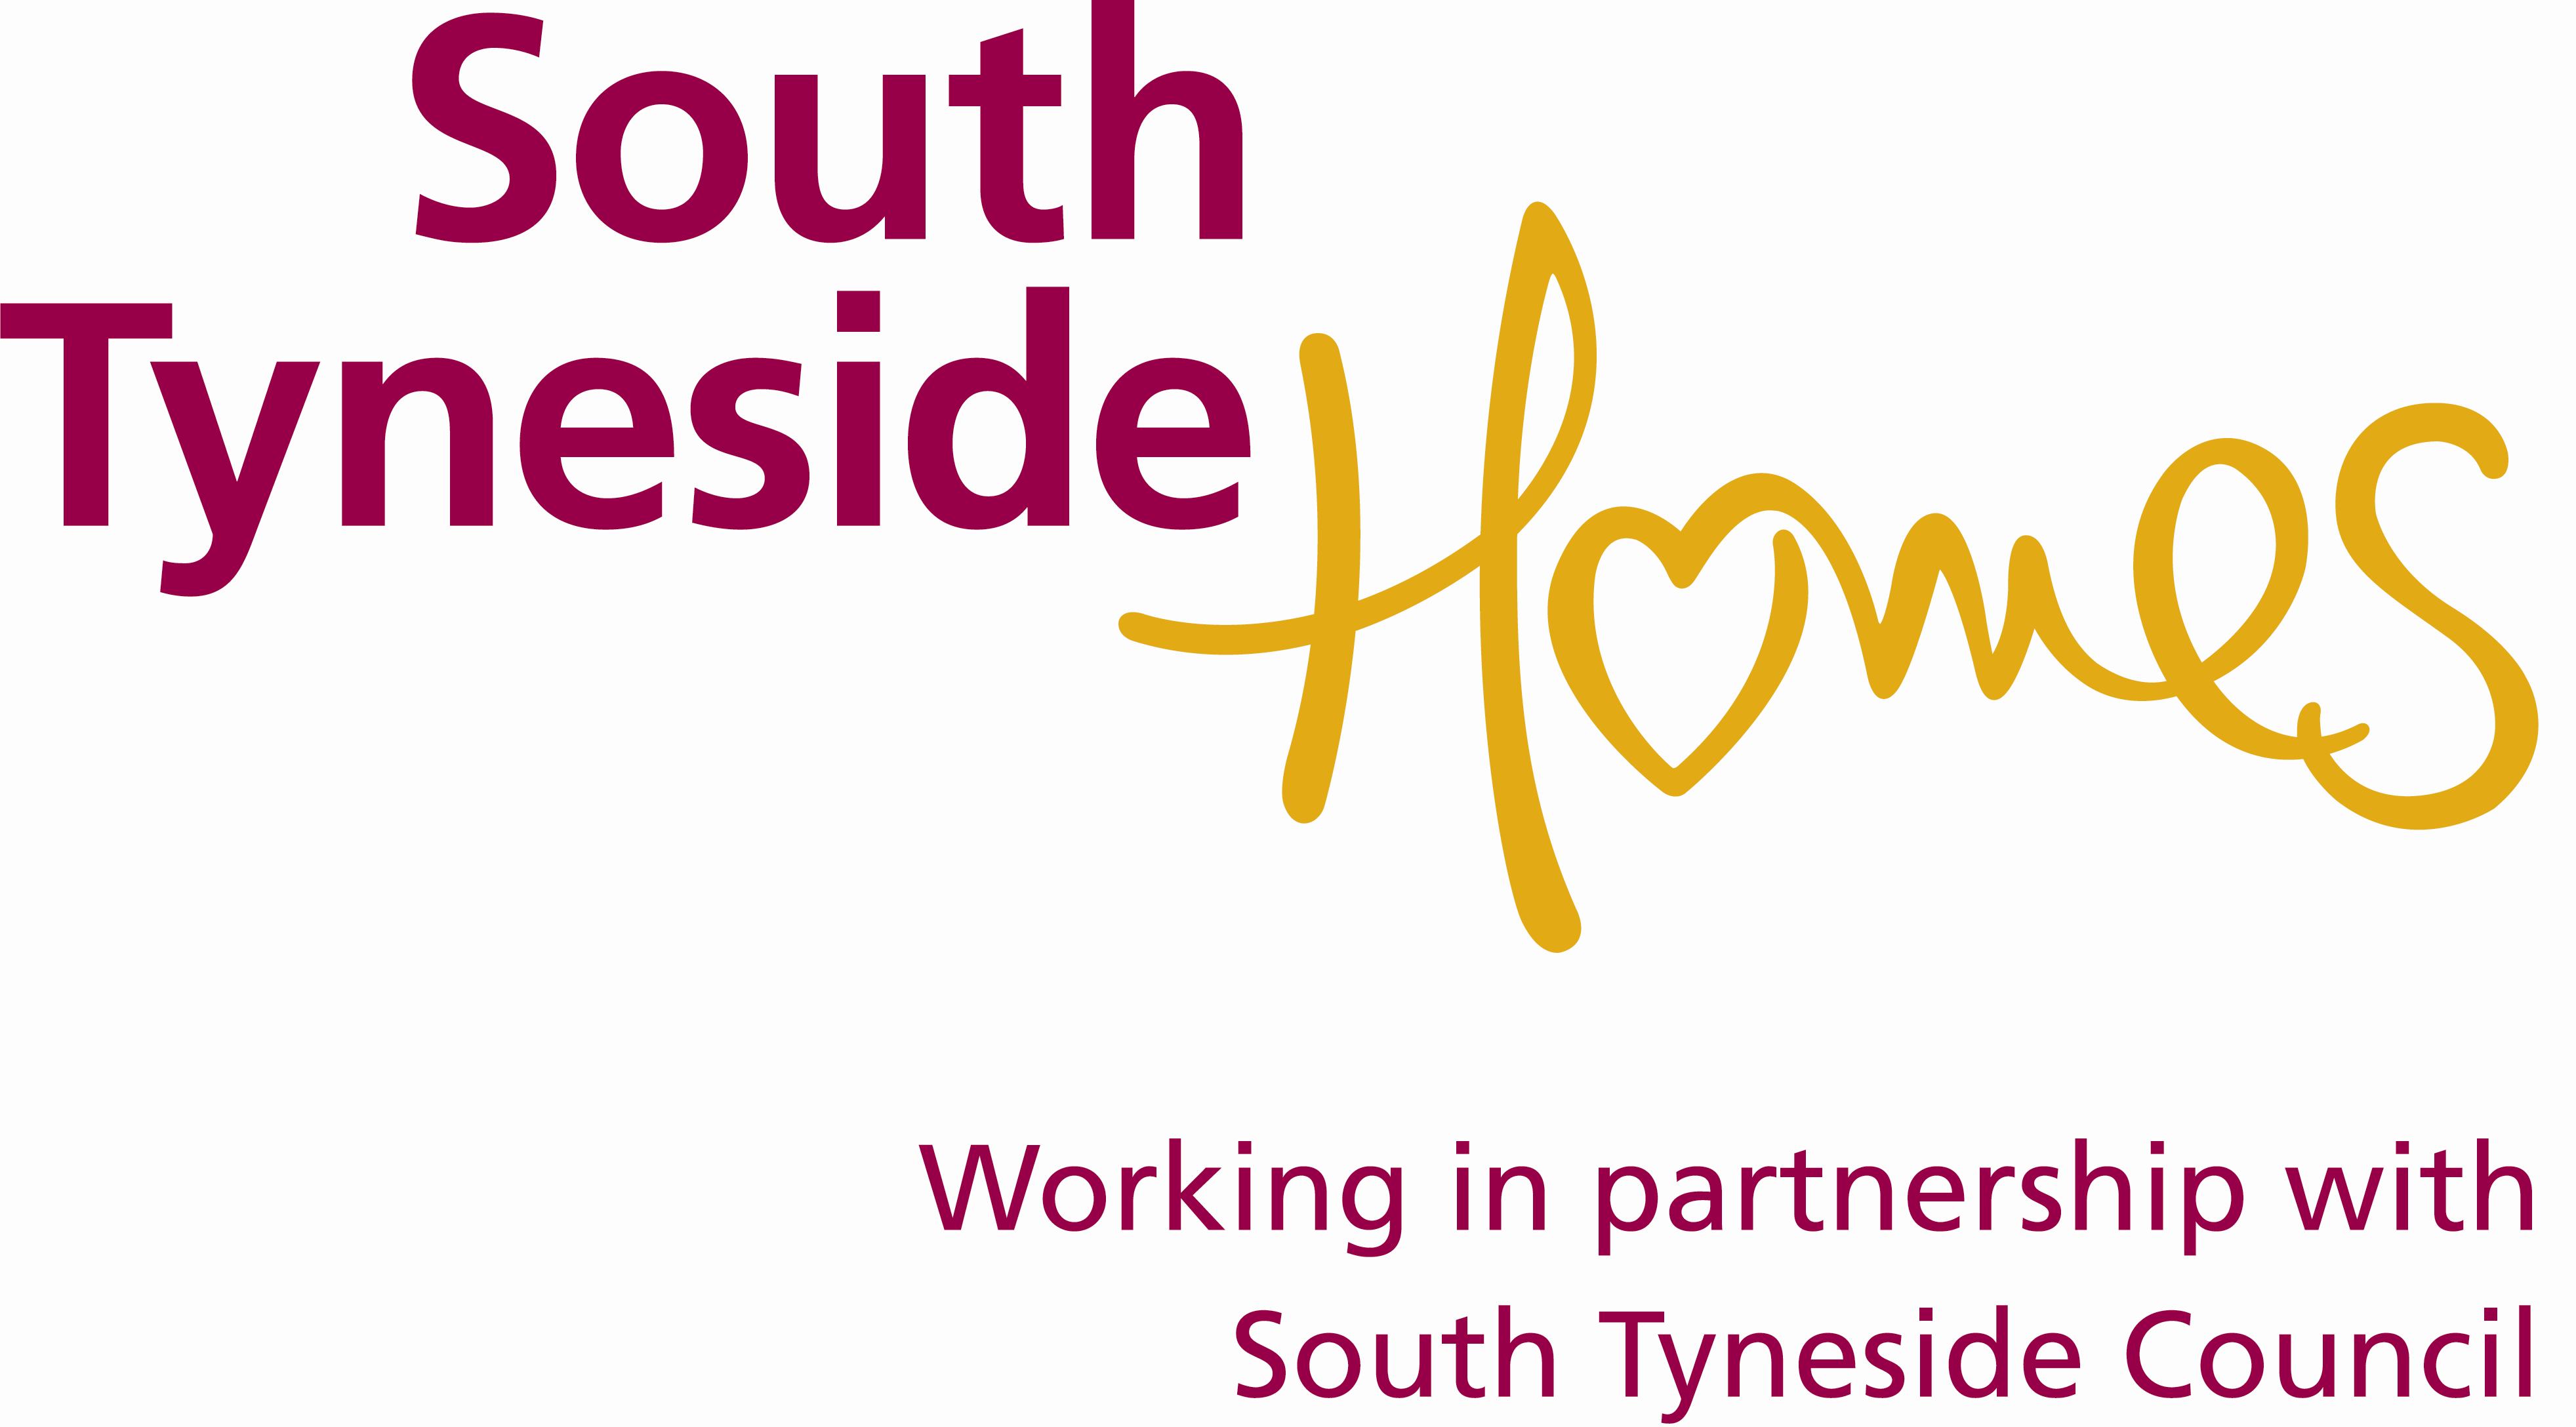 South
Tyneside
Homes
Working in partnership with
South Tyneside Council